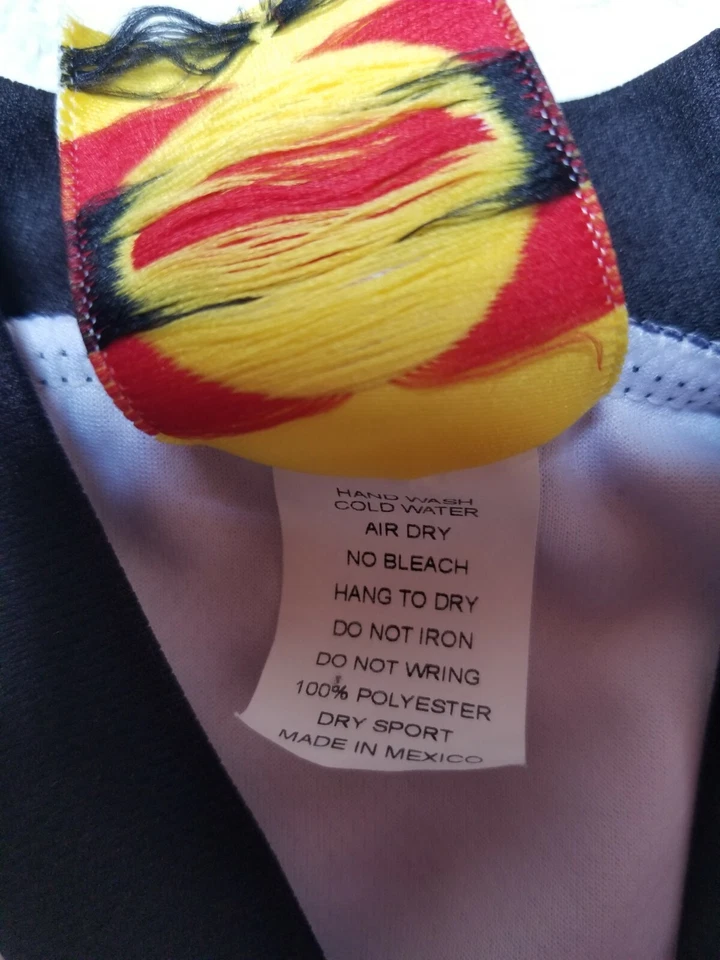 HAND WASH
COLD WATER
AIR DRY
NO BLEACH
HANG TO DRY
DO NOT IRON
DO NOT WRING
100% POLYESTER
DRY SPORT
MADE IN MEXICO